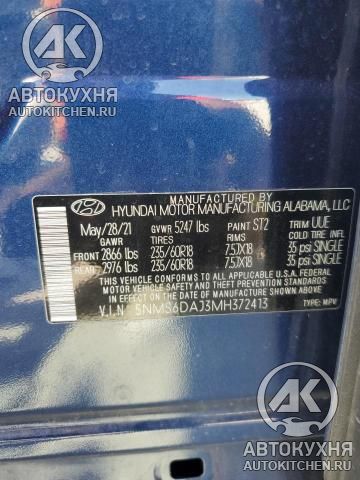 АК
АВТОКУХНЯ
AUTOKITCHEN.RU
MANUFACTURED BY
HYUNDAI MOTOR MANUFACTURING ALABAMA, LLC
May/28/21 GVWR 5247 lbs PAINT ST2 TRIM UUE
GAWR TIRES RIMS COLD TIRE INFL
FRONT 2866 lbs 235/60R18 7.5JX18 35 psi SINGLE
REAR 2976 lbs 235/60R18 7.5JX18 35 psi SINGLE
THIS VEHICLE CONFORMS TO ALL APPLICABLE U.S.A. FEDERAL
MOTOR VEHICLE SAFETY STANDARDS IN
EFFECT ON THE DATE OF MANUFACTURE SHOWN ABOVE
V.I.N 5NMS6DAJ3MH372413 TYPE: MPV
АК
АВТОКУХНЯ
AUTOKITCHEN.RU